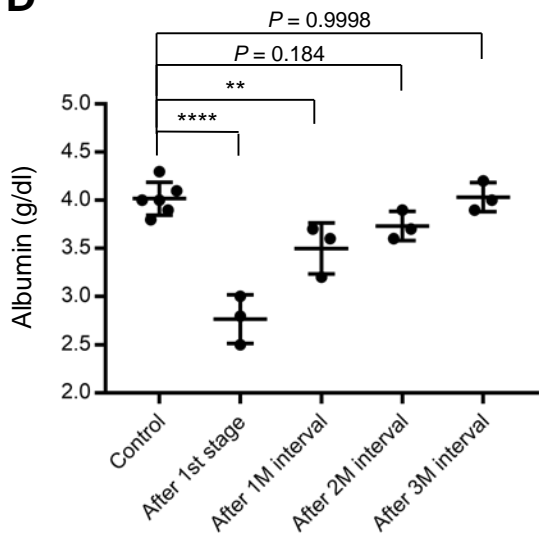 D
P = 0.9998
P = 0.184
**
****
5.0
4.5
4.0
3.5
3.0
2.5
2.0
Albumin (g/dl)
Control
After 1st stage
After 1M interval
After 2M interval
After 3M interval